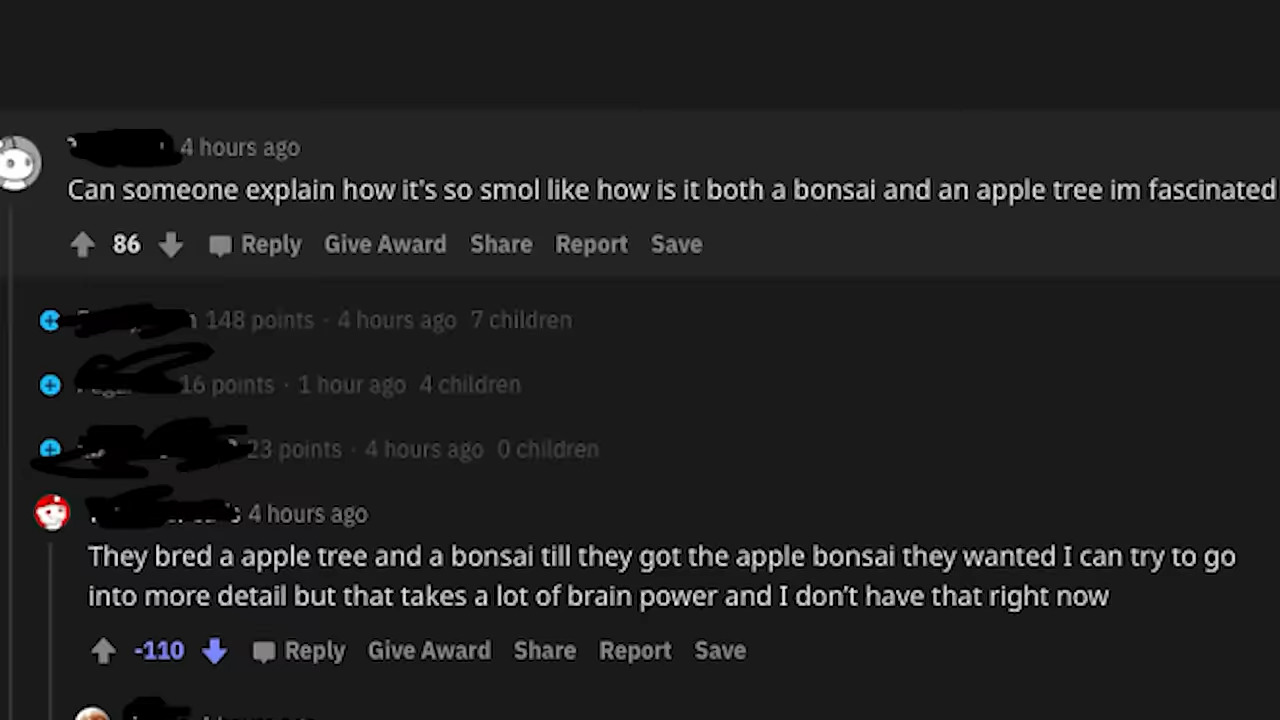 4 hours ago
Can someone explain how it's so smol like how is it both a bonsai and an apple tree im fascinated
86 Reply Give Award Share Report Save
148 points · 4 hours ago 7 children
16 points · 1 hour ago 4 children
23 points · 4 hours ago 0 children
4 hours ago
They bred a apple tree and a bonsai till they got the apple bonsai they wanted I can try to go
into more detail but that takes a lot of brain power and I don’t have that right now
-110 Reply Give Award Share Report Save